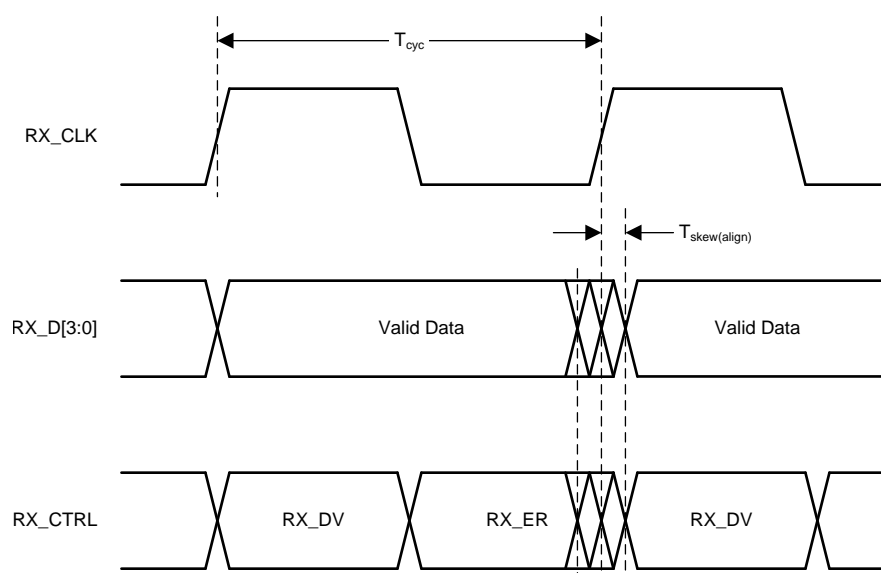 T_cyc
RX_CLK
T_skew(align)
RX_D[3:0]
Valid Data
Valid Data
RX_CTRL
RX_DV
RX_ER
RX_DV